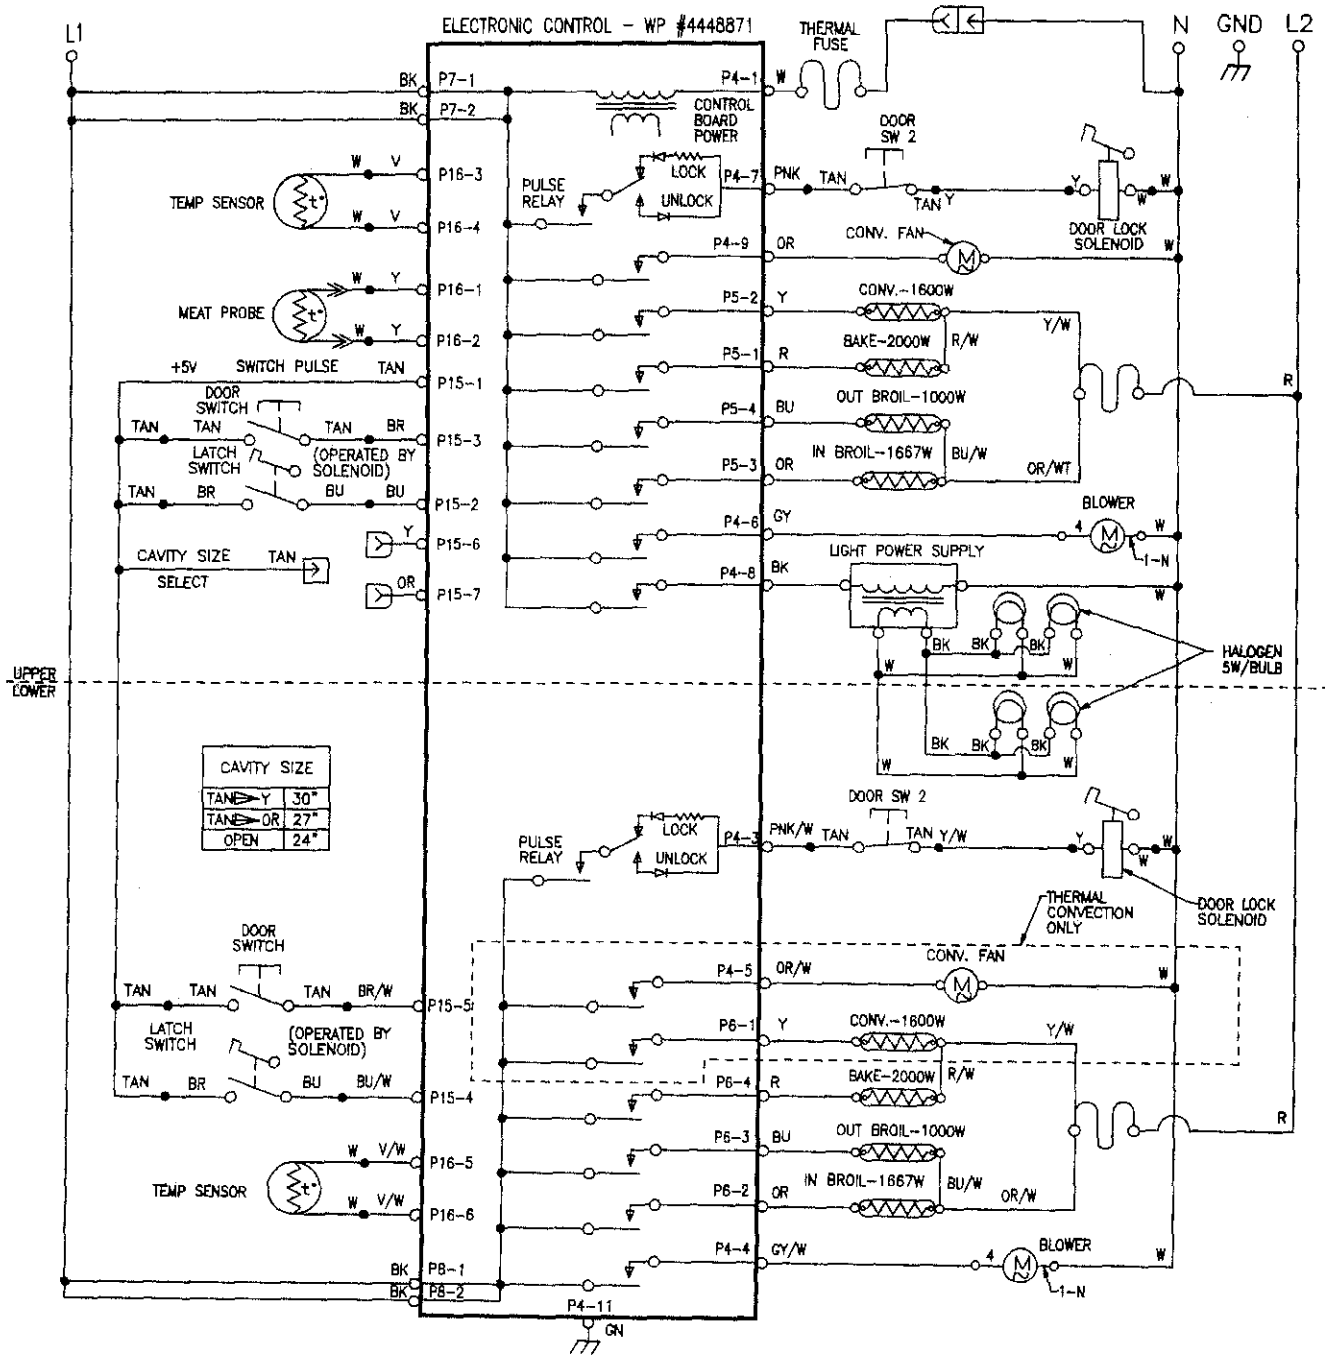 L1
ELECTRONIC CONTROL - WP #4448871
THERMAL
FUSE
N
GND
L2
BK
P7-1
BK
P7-2
P4-1
W
CONTROL
BOARD
POWER
DOOR
SW 2
W
V
P16-3
TEMP SENSOR
t°
W
V
P16-4
PULSE
RELAY
LOCK
UNLOCK
P4-7
PNK
TAN
TAN
Y
Y
W
W
DOOR LOCK
SOLENOID
P4-9
OR
CONV. FAN
M
W
W
Y
P16-1
MEAT PROBE
t°
W
Y
P16-2
P5-2
Y
CONV.-1600W
Y/W
P5-1
R
BAKE-2000W
R/W
+5V
SWITCH PULSE
TAN
P15-1
R
DOOR
SWITCH
TAN
TAN
BR
P15-3
P5-4
BU
OUT BROIL-1000W
LATCH
SWITCH
(OPERATED BY
SOLENOID)
P5-3
OR
IN BROIL-1667W
BU/W
OR/WT
TAN
BR
BU
BU
P15-2
P4-6
GY
4
BLOWER
M
W
1-N
Y
P15-6
CAVITY SIZE
SELECT
TAN
OR
P15-7
P4-8
BK
LIGHT POWER SUPPLY
W
BK
BK
BK
W
W
HALOGEN
5W/BULB
UPPER
LOWER
BK
BK
BK
W
W
W
CAVITY SIZE
TAN Y 30"
TAN OR 27"
OPEN 24"
PULSE
RELAY
LOCK
UNLOCK
P4-3
PNK/W
TAN
DOOR SW 2
TAN
Y/W
Y
W
W
DOOR LOCK
SOLENOID
THERMAL
CONVECTION
ONLY
DOOR
SWITCH
TAN
TAN
TAN
BR/W
P15-5
P4-5
OR/W
CONV. FAN
M
W
LATCH
SWITCH
(OPERATED BY
SOLENOID)
P6-1
Y
CONV.-1600W
Y/W
TAN
BR
BU
BU/W
P15-4
P6-4
R
BAKE-2000W
R/W
R
P6-3
BU
OUT BROIL-1000W
W
V/W
P16-5
TEMP SENSOR
t°
W
V/W
P16-6
P6-2
OR
IN BROIL-1667W
BU/W
OR/W
P4-4
GY/W
4
BLOWER
M
W
1-N
BK
P8-1
BK
P8-2
P4-11
GN